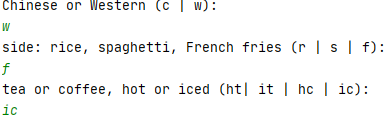 Chinese or Western (c | w):
w
side: rice, spaghetti, French fries (r | s | f):
f
tea or coffee, hot or iced (ht| it | hc | ic):
ic